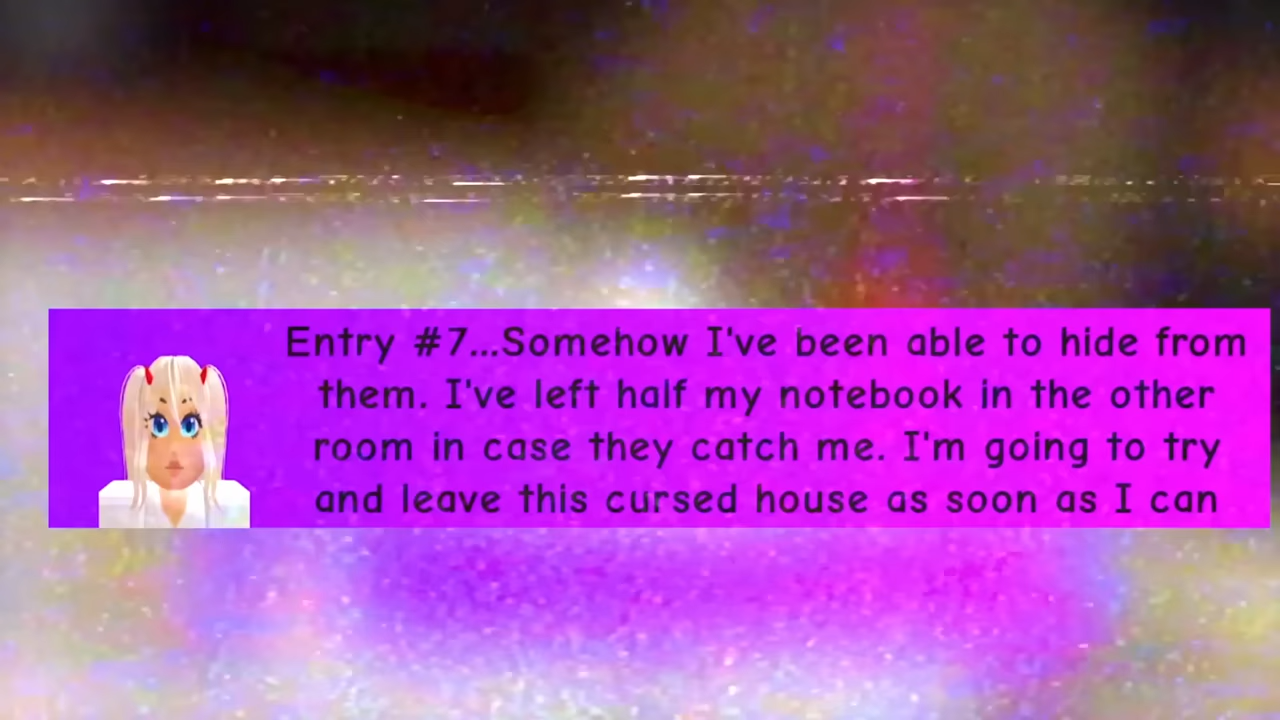 Entry #7...Somehow I've been able to hide from
them. I've left half my notebook in the other
room in case they catch me. I'm going to try
and leave this cursed house as soon as I can